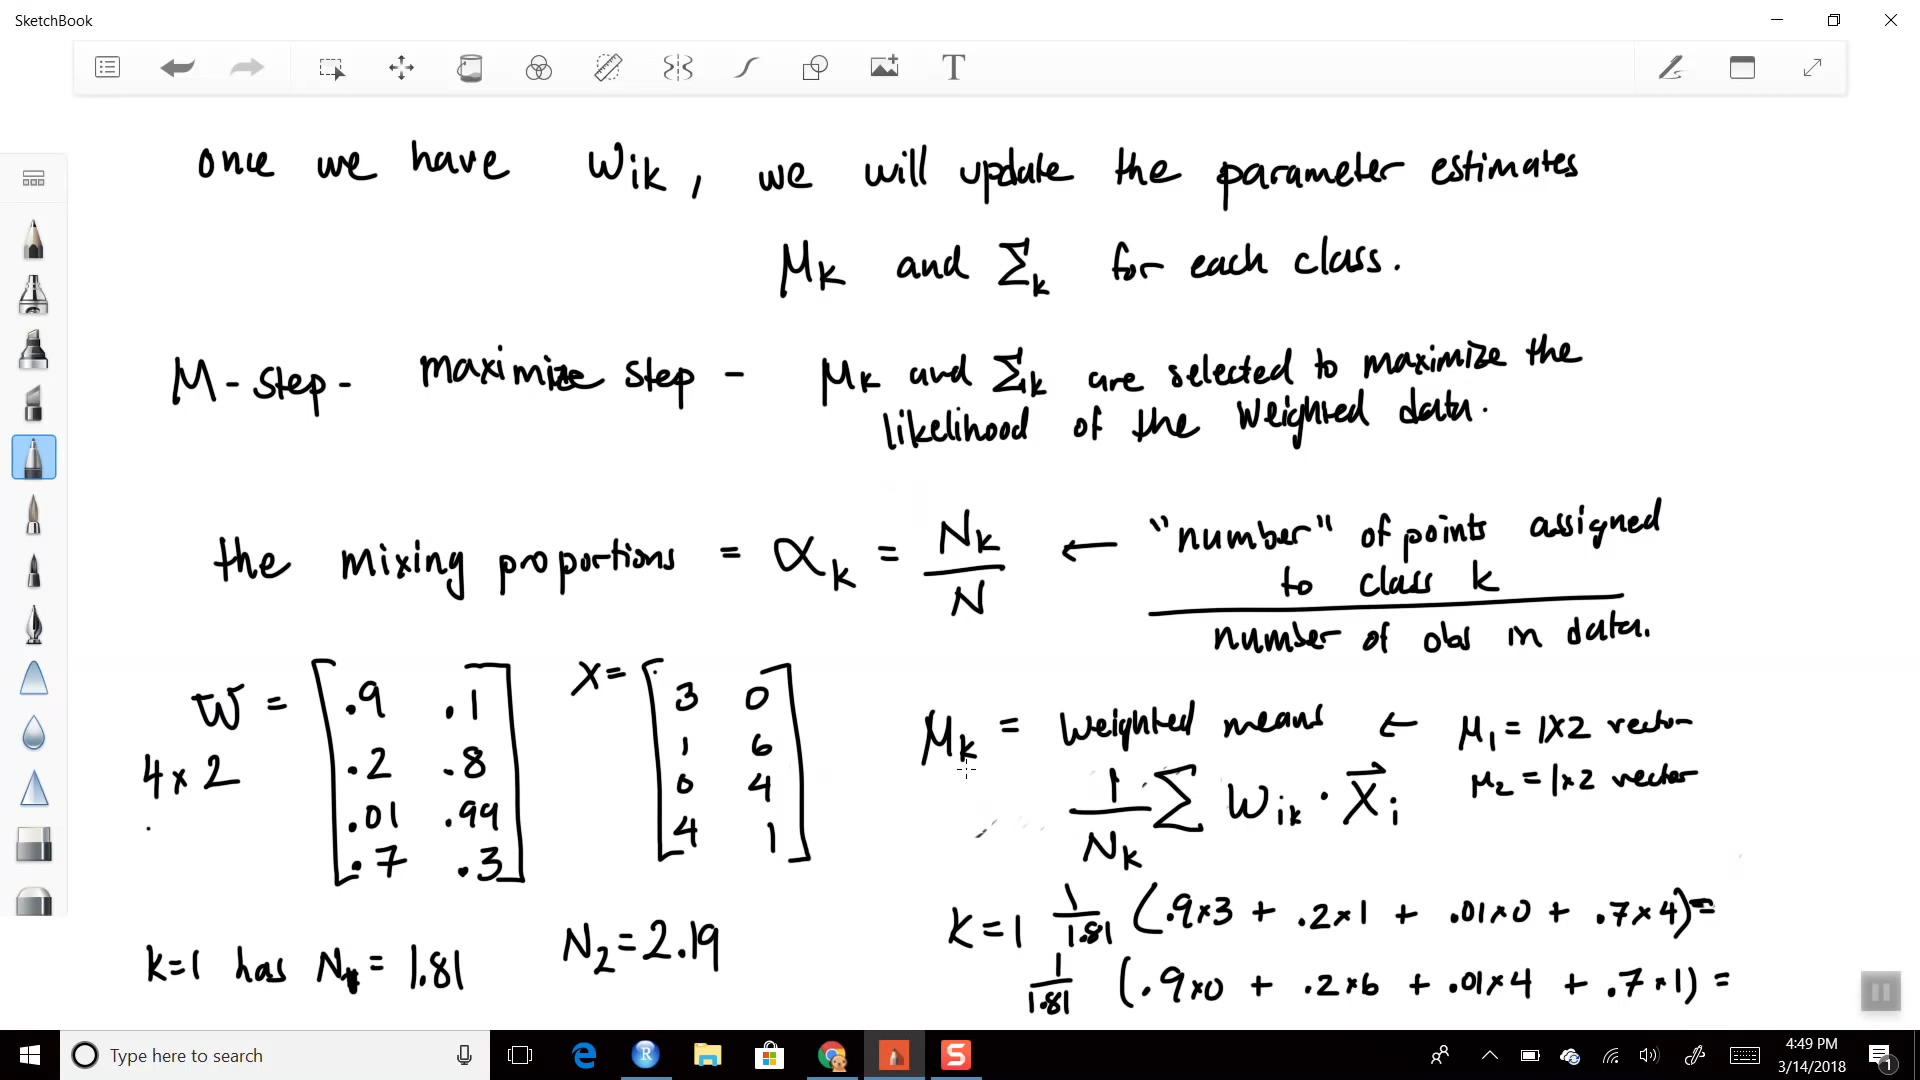 SketchBook
once we have Wik, we will update the parameter estimates
μk and Σk for each class.
M-step- maximize step - μk and Σk are selected to maximize the
likelihood of the weighted data.
the mixing proportions = αk = Nk / N ← "number" of points assigned
to class k
number of obs in data.
W = [.9 .1
.2 .8
.01 .99
.7 .3]
4 x 2
X = [3 0
1 6
0 4
4 1]
μk = weighted means ← μ1 = 1x2 vector
μ2 = 1x2 vector
1/Nk Σ Wik · X⃗i
k=1 has N1 = 1.81
N2 = 2.19
K=1 1/1.81 (.9x3 + .2x1 + .01x0 + .7x4) =
1/1.81 (.9x0 + .2x6 + .01x4 + .7x1) =
Type here to search
4:49 PM
3/14/2018
1